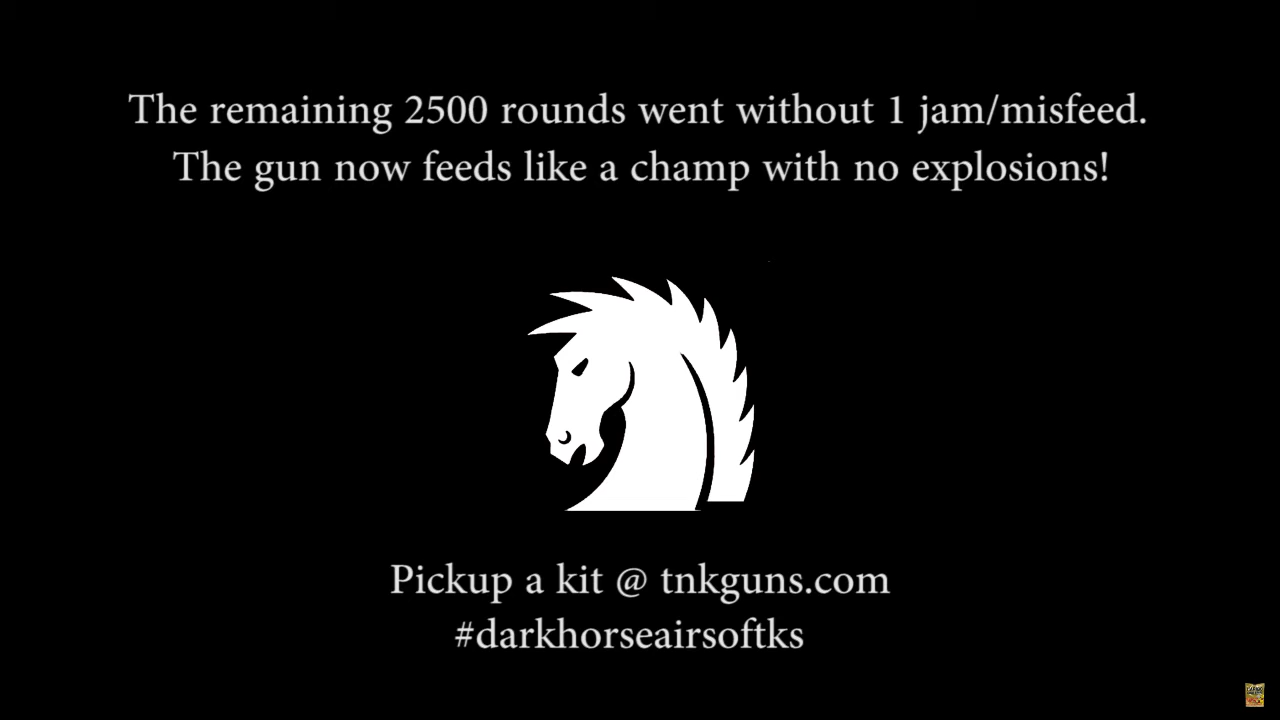 The remaining 2500 rounds went without 1 jam/misfeed.
The gun now feeds like a champ with no explosions!
Pickup a kit @ tnkguns.com
#darkhorseairsoftks